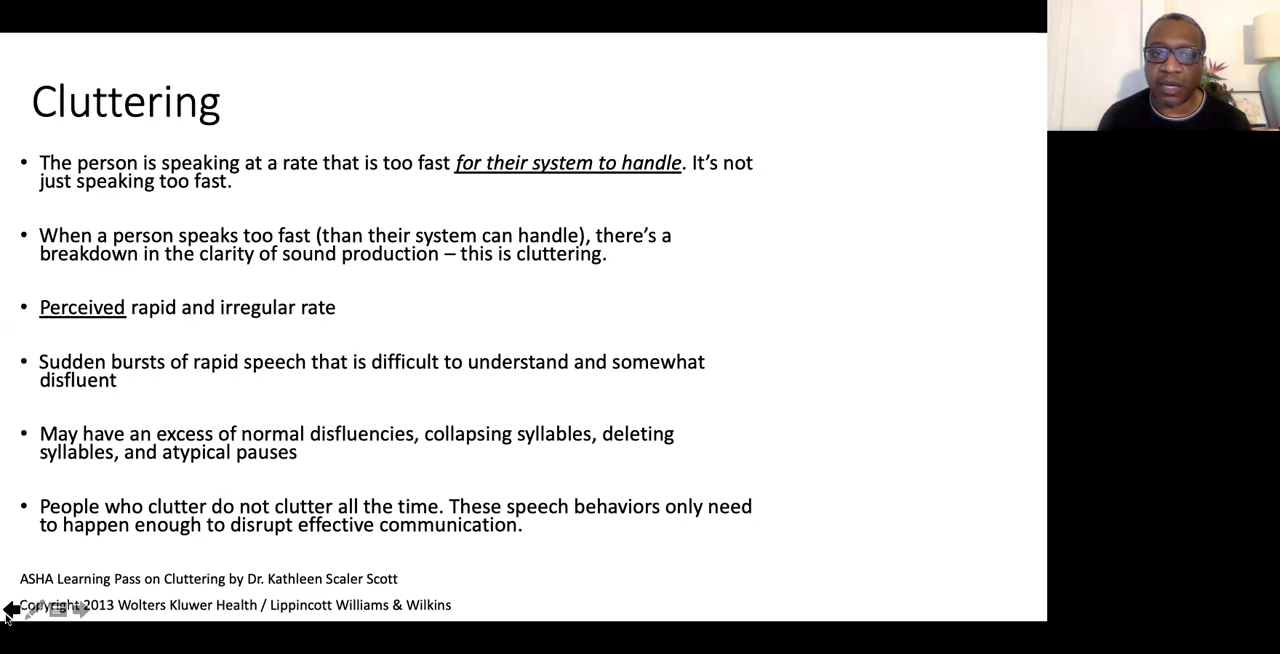 Cluttering
• The person is speaking at a rate that is too fast for their system to handle. It’s not
just speaking too fast.
• When a person speaks too fast (than their system can handle), there’s a
breakdown in the clarity of sound production – this is cluttering.
• Perceived rapid and irregular rate
• Sudden bursts of rapid speech that is difficult to understand and somewhat
disfluent
• May have an excess of normal disfluencies, collapsing syllables, deleting
syllables, and atypical pauses
• People who clutter do not clutter all the time. These speech behaviors only need
to happen enough to disrupt effective communication.
ASHA Learning Pass on Cluttering by Dr. Kathleen Scaler Scott
Copyright 2013 Wolters Kluwer Health / Lippincott Williams & Wilkins